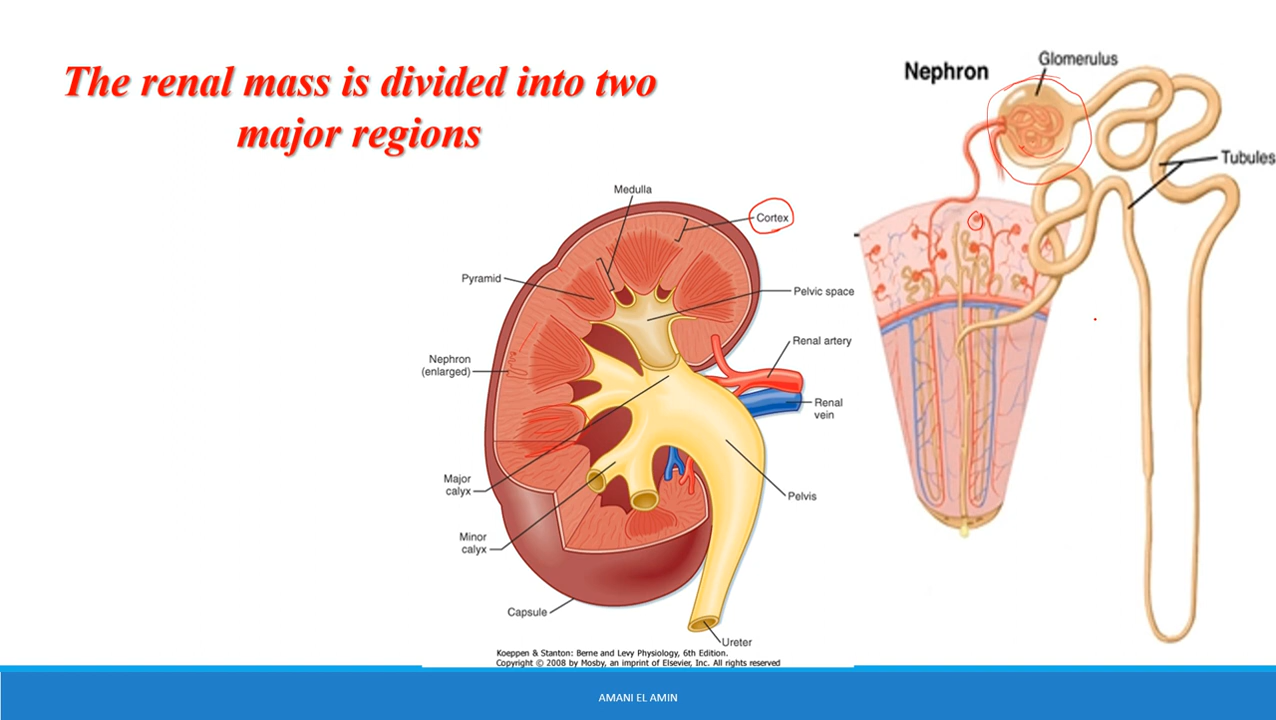 The renal mass is divided into two
major regions
Medulla
Cortex
Pyramid
Pelvic space
Renal artery
Nephron
(enlarged)
Renal
vein
Major
calyx
Pelvis
Minor
calyx
Capsule
Ureter
Koeppen & Stanton: Berne and Levy Physiology, 6th Edition.
Copyright © 2008 by Mosby, an imprint of Elsevier, Inc. All rights reserved
Nephron
Glomerulus
Tubules
AMANI EL AMIN